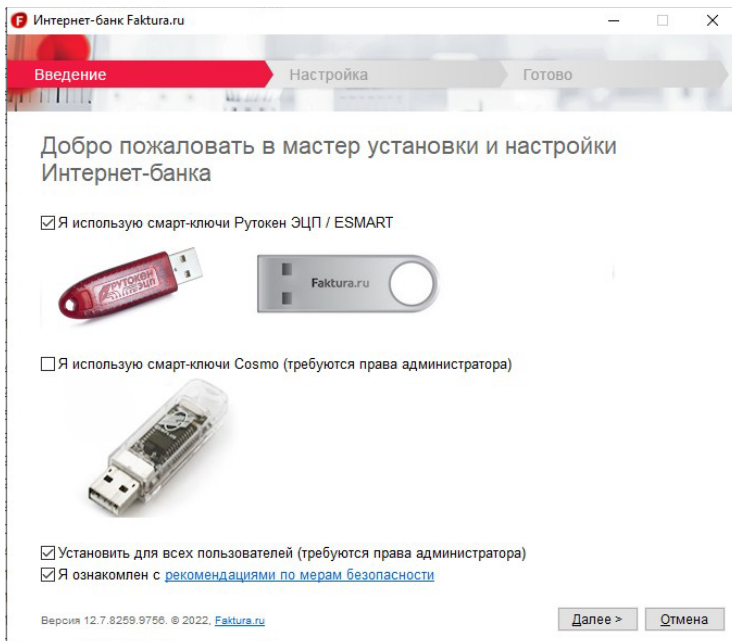 Интернет-банк Faktura.ru
Введение Настройка Готово
Добро пожаловать в мастер установки и настройки
Интернет-банка
Я использую смарт-ключи Рутокен ЭЦП / ESMART
РУТОКЕН
ЭЦП
Faktura.ru
Я использую смарт-ключи Cosmo (требуются права администратора)
Установить для всех пользователей (требуются права администратора)
Я ознакомлен с рекомендациями по мерам безопасности
Версия 12.7.8259.9756. © 2022, Faktura.ru
Далее > Отмена